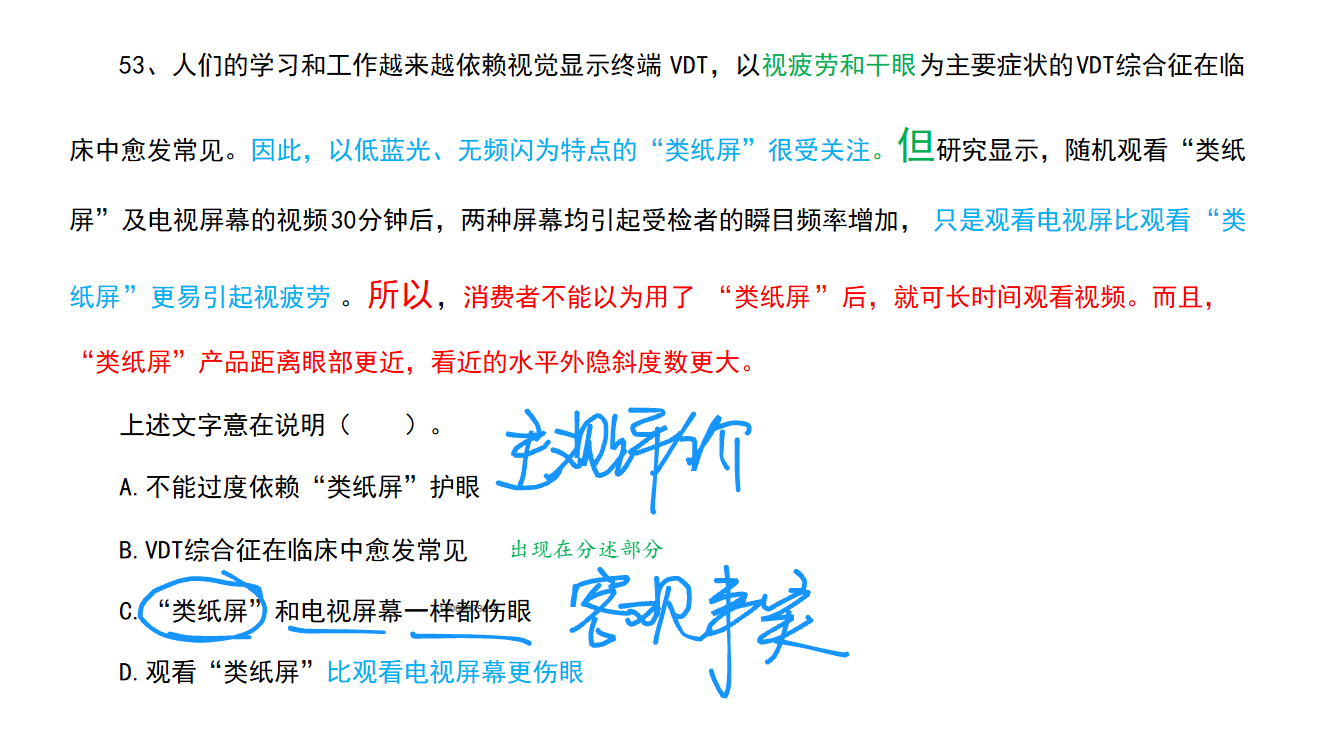 53、人们的学习和工作越来越依赖视觉显示终端 VDT，以视疲劳和干眼为主要症状的VDT综合征在临
床中愈发常见。因此，以低蓝光、无频闪为特点的“类纸屏”很受关注。但研究显示，随机观看“类纸
屏”及电视屏幕的视频30分钟后，两种屏幕均引起受检者的瞬目频率增加，只是观看电视屏比观看“类
纸屏”更易引起视疲劳 。所以，消费者不能以为用了 “类纸屏”后，就可长时间观看视频。而且，
“类纸屏”产品距离眼部更近，看近的水平外隐斜度数更大。
上述文字意在说明（　　）。
主观评价
A. 不能过度依赖“类纸屏”护眼
B. VDT综合征在临床中愈发常见 出现在分述部分
C. “类纸屏”和电视屏幕一样都伤眼 客观事实
D. 观看“类纸屏”比观看电视屏幕更伤眼